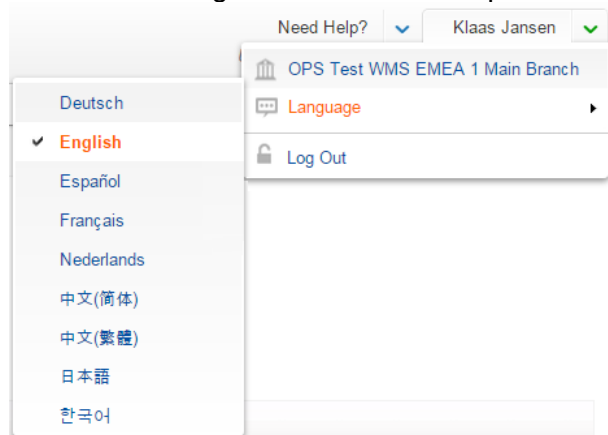 Need Help?
Klaas Jansen
OPS Test WMS EMEA 1 Main Branch
Language
Log Out
Deutsch
English
Español
Français
Nederlands
中文(简体)
中文(繁體)
日本語
한국어